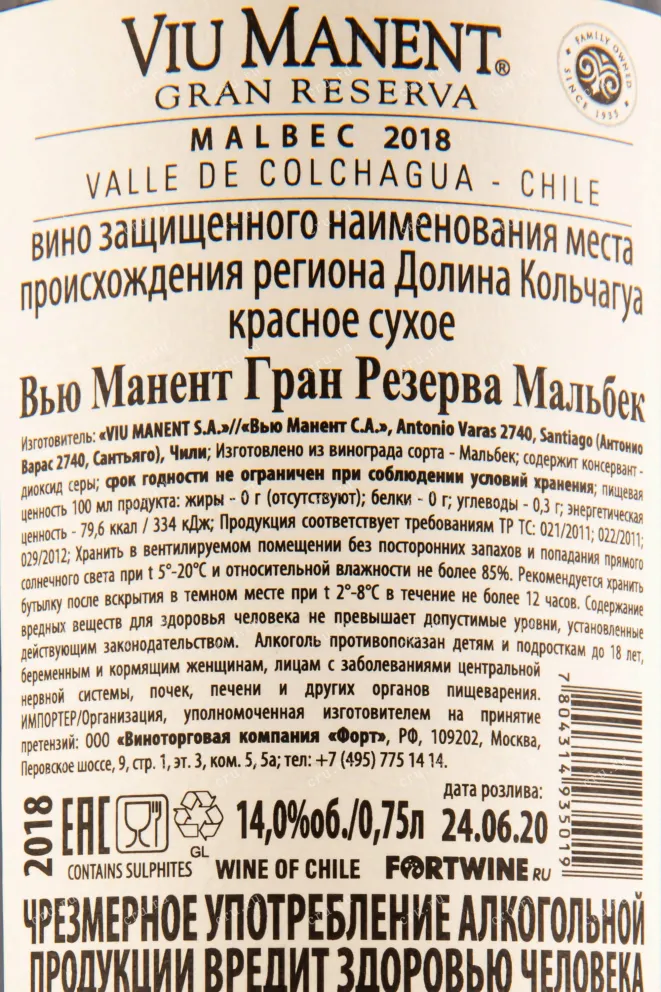 VIU MANENT®
GRAN RESERVA
FAMILY OWNED
SINCE 1935
MALBEC 2018
VALLE DE COLCHAGUA - CHILE
вино защищенного наименования места
происхождения региона Долина Кольчагуа
красное сухое
Вью Манент Гран Резерва Мальбек
Изготовитель: «VIU MANENT S.A.»//«Вью Манент С.А.», Antonio Varas 2740, Santiago (Антонио
Варас 2740, Сантьяго), Чили; Изготовлено из винограда сорта - Мальбек; содержит консервант -
диоксид серы; срок годности не ограничен при соблюдении условий хранения; пищевая
ценность 100 мл продукта: жиры - 0 г (отсутствуют); белки - 0 г; углеводы - 0,3 г; энергетическая
ценность - 79,6 ккал / 334 кДж; Продукция соответствует требованиям ТР ТС: 021/2011; 022/2011;
029/2012; Хранить в вентилируемом помещении без посторонних запахов и попадания прямого
солнечного света при t 5°-20°C и относительной влажности не более 85%. Рекомендуется хранить
бутылку после вскрытия в темном месте при t 2°-8°C в течение не более 12 часов. Содержание
вредных веществ для здоровья человека не превышает допустимые уровни, установленные
действующим законодательством. Алкоголь противопоказан детям и подросткам до 18 лет,
беременным и кормящим женщинам, лицам с заболеваниями центральной
нервной системы, почек, печени и других органов пищеварения.
ИМПОРТЕР/Организация, уполномоченная изготовителем на принятие
претензий: ООО «Виноторговая компания «Форт», РФ, 109202, Москва,
Перовское шоссе, 9, стр. 1, эт. 3, ком. 5, 5а; тел: +7 (495) 775 14 14.
7 804314 935019
2018
EAC
GL
14,0%об./0,75л
дата розлива:
24.06.20
CONTAINS SULPHITES
WINE OF CHILE
FORTWINE RU
ЧРЕЗМЕРНОЕ УПОТРЕБЛЕНИЕ АЛКОГОЛЬНОЙ
ПРОДУКЦИИ ВРЕДИТ ЗДОРОВЬЮ ЧЕЛОВЕКА